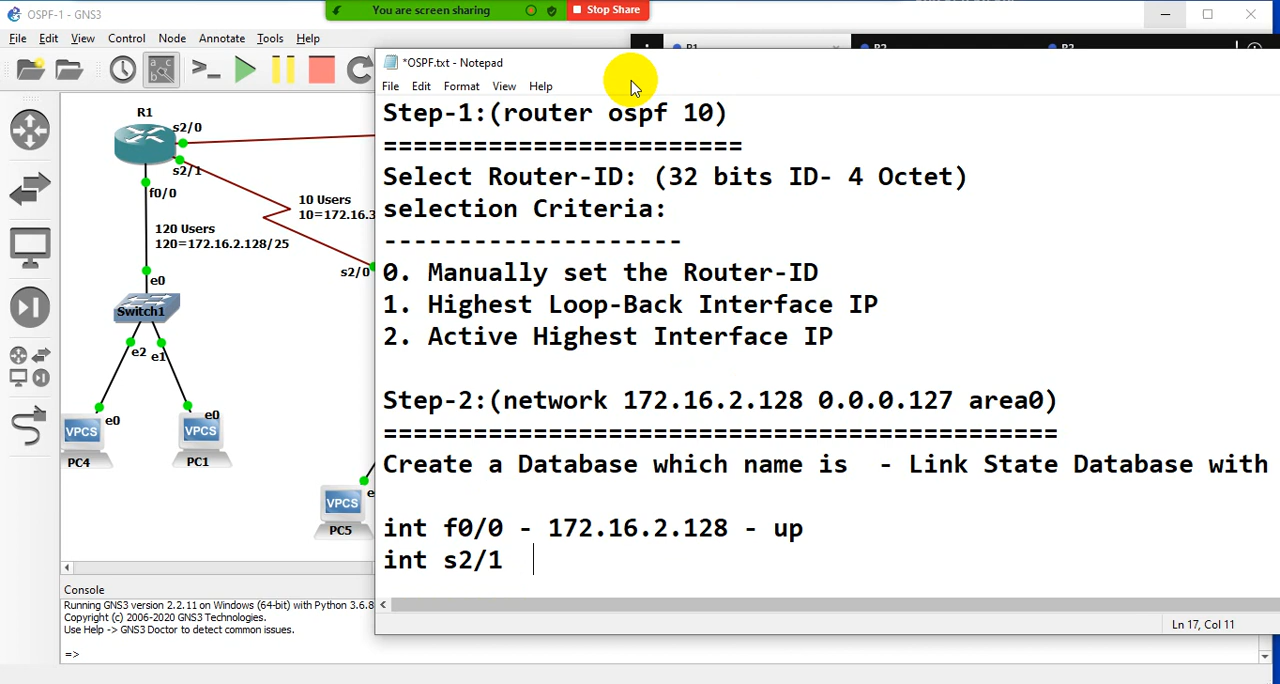 OSPF-1 - GNS3
You are screen sharing
Stop Share
File Edit View Control Node Annotate Tools Help
R1
s2/0
s2/1
f0/0
10 Users
10=172.16.3
120 Users
120=172.16.2.128/25
s2/0
e0
Switch1
e2 e1
e0
e0
VPCS
VPCS
PC4
PC1
VPCS
PC5
*OSPF.txt - Notepad
File Edit Format View Help
Step-1:(router ospf 10)
========================
Select Router-ID: (32 bits ID- 4 Octet)
selection Criteria:
--------------------
0. Manually set the Router-ID
1. Highest Loop-Back Interface IP
2. Active Highest Interface IP
Step-2:(network 172.16.2.128 0.0.0.127 area0)
=============================================
Create a Database which name is - Link State Database with
int f0/0 - 172.16.2.128 - up
int s2/1
Ln 17, Col 11
Console
Running GNS3 version 2.2.11 on Windows (64-bit) with Python 3.6.8
Copyright (c) 2006-2020 GNS3 Technologies.
Use Help -> GNS3 Doctor to detect common issues.
=>